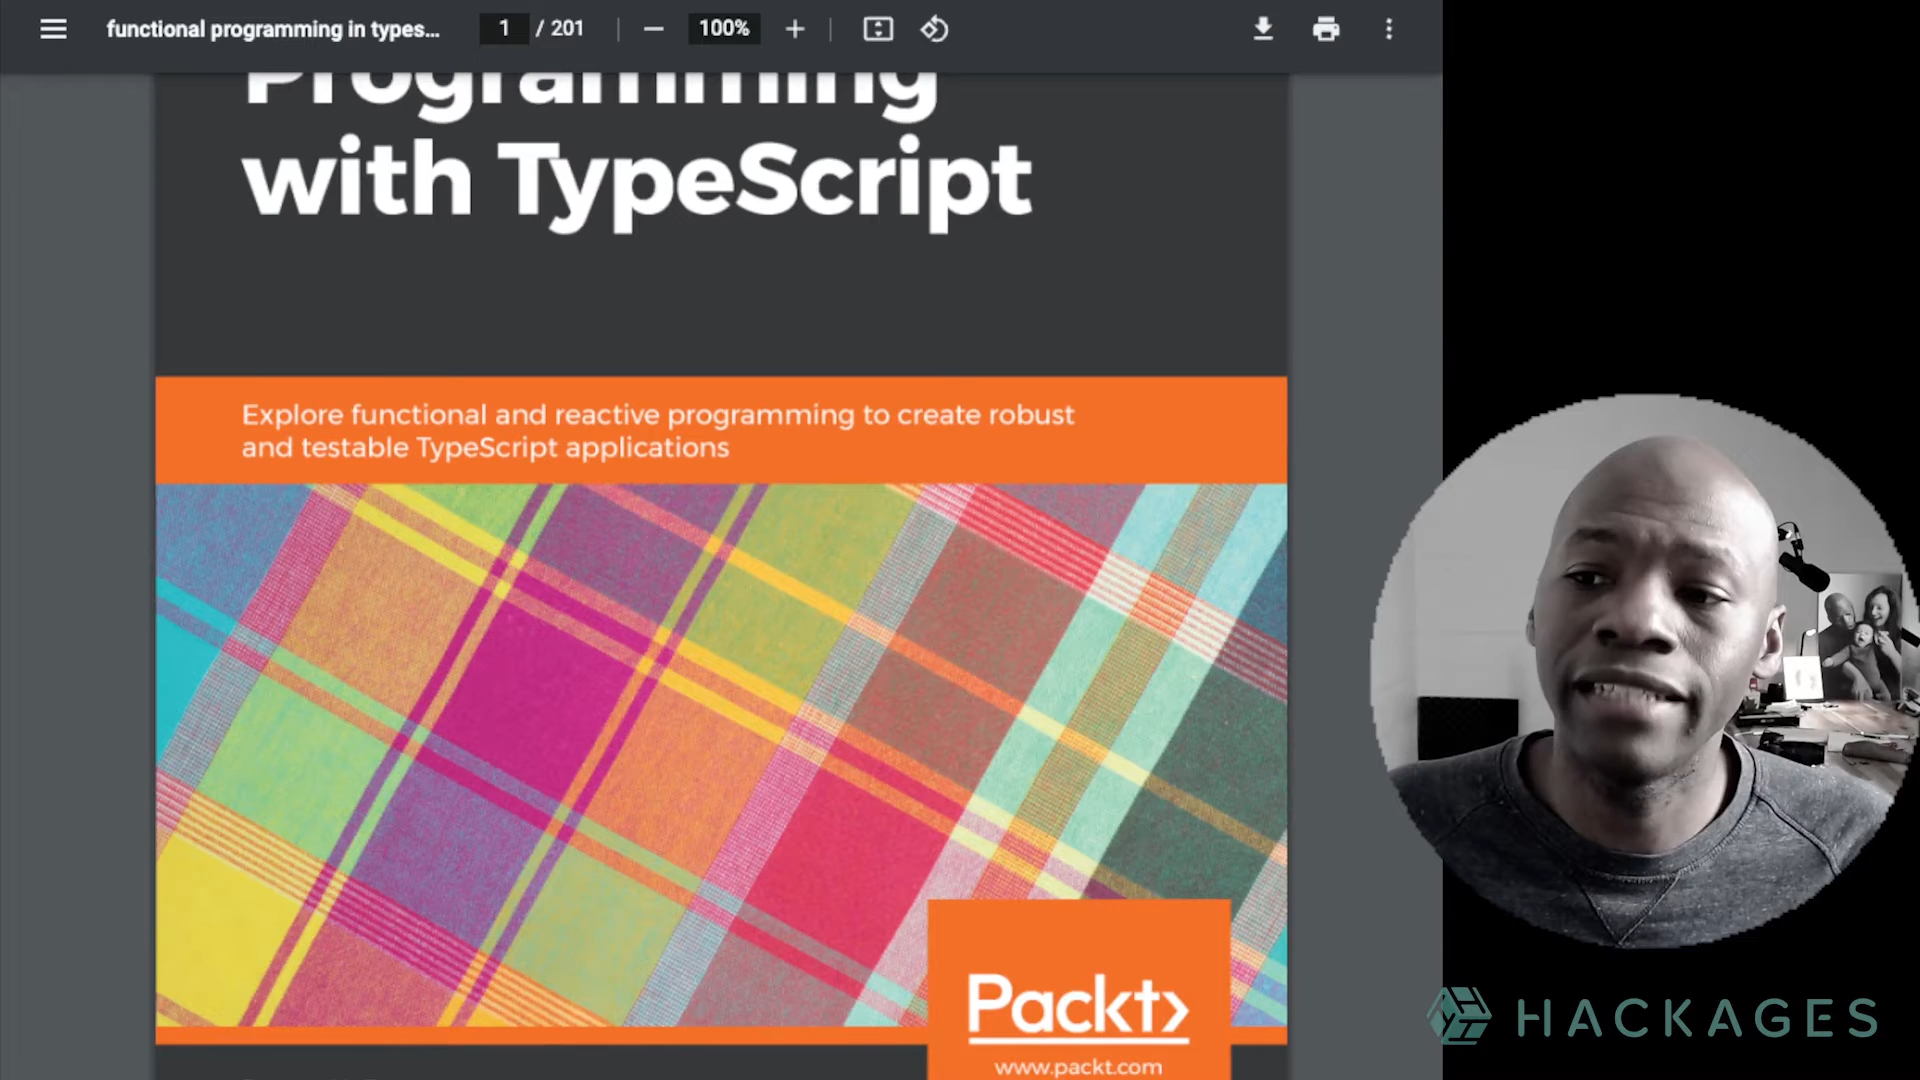 functional programming in types...
1 / 201
100%
Programming
with TypeScript
Explore functional and reactive programming to create robust
and testable TypeScript applications
Packt>
www.packt.com
HACKAGES